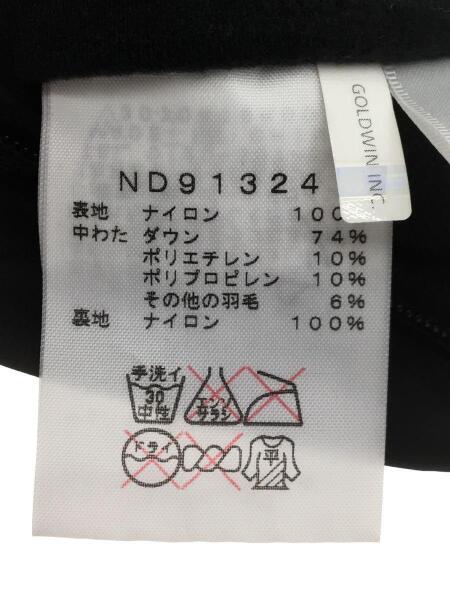 GOLDWIN INC.
ND91324
表地 ナイロン 100
中わた ダウン 74%
ポリエチレン 10%
ポリプロピレン 10%
その他の羽毛 6%
裏地 ナイロン 100%
手洗イ
30
中性
エンソ
サラシ
ドライ
平